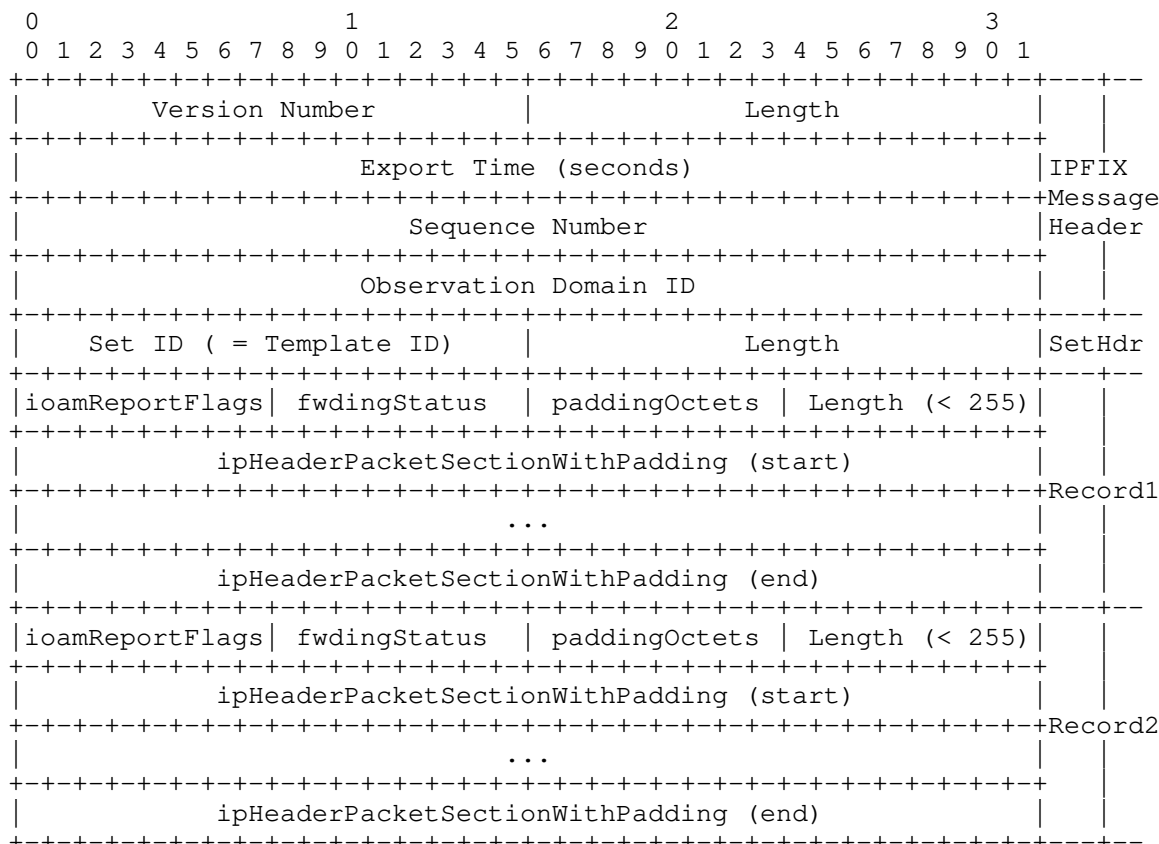 0                   1                   2                   3
 0 1 2 3 4 5 6 7 8 9 0 1 2 3 4 5 6 7 8 9 0 1 2 3 4 5 6 7 8 9 0 1
+-+-+-+-+-+-+-+-+-+-+-+-+-+-+-+-+-+-+-+-+-+-+-+-+-+-+-+-+-+-+-+-+---+--
|        Version Number         |             Length            |   |
+-+-+-+-+-+-+-+-+-+-+-+-+-+-+-+-+-+-+-+-+-+-+-+-+-+-+-+-+-+-+-+-+   |
|                     Export Time (seconds)                     |IPFIX
+-+-+-+-+-+-+-+-+-+-+-+-+-+-+-+-+-+-+-+-+-+-+-+-+-+-+-+-+-+-+-+-+Message
|                        Sequence Number                        |Header
+-+-+-+-+-+-+-+-+-+-+-+-+-+-+-+-+-+-+-+-+-+-+-+-+-+-+-+-+-+-+-+-+   |
|                     Observation Domain ID                     |   |
+-+-+-+-+-+-+-+-+-+-+-+-+-+-+-+-+-+-+-+-+-+-+-+-+-+-+-+-+-+-+-+-+---+--
|    Set ID ( = Template ID)    |             Length            |SetHdr
+-+-+-+-+-+-+-+-+-+-+-+-+-+-+-+-+-+-+-+-+-+-+-+-+-+-+-+-+-+-+-+-+---+--
|ioamReportFlags| fwdingStatus  | paddingOctets | Length (< 255)|   |
+-+-+-+-+-+-+-+-+-+-+-+-+-+-+-+-+-+-+-+-+-+-+-+-+-+-+-+-+-+-+-+-+   |
|            ipHeaderPacketSectionWithPadding (start)           |   |
+-+-+-+-+-+-+-+-+-+-+-+-+-+-+-+-+-+-+-+-+-+-+-+-+-+-+-+-+-+-+-+-+Record1
|                              ...                              |   |
+-+-+-+-+-+-+-+-+-+-+-+-+-+-+-+-+-+-+-+-+-+-+-+-+-+-+-+-+-+-+-+-+   |
|            ipHeaderPacketSectionWithPadding (end)             |   |
+-+-+-+-+-+-+-+-+-+-+-+-+-+-+-+-+-+-+-+-+-+-+-+-+-+-+-+-+-+-+-+-+---+--
|ioamReportFlags| fwdingStatus  | paddingOctets | Length (< 255)|   |
+-+-+-+-+-+-+-+-+-+-+-+-+-+-+-+-+-+-+-+-+-+-+-+-+-+-+-+-+-+-+-+-+   |
|            ipHeaderPacketSectionWithPadding (start)           |   |
+-+-+-+-+-+-+-+-+-+-+-+-+-+-+-+-+-+-+-+-+-+-+-+-+-+-+-+-+-+-+-+-+Record2
|                              ...                              |   |
+-+-+-+-+-+-+-+-+-+-+-+-+-+-+-+-+-+-+-+-+-+-+-+-+-+-+-+-+-+-+-+-+   |
|            ipHeaderPacketSectionWithPadding (end)             |   |
+-+-+-+-+-+-+-+-+-+-+-+-+-+-+-+-+-+-+-+-+-+-+-+-+-+-+-+-+-+-+-+-+---+--